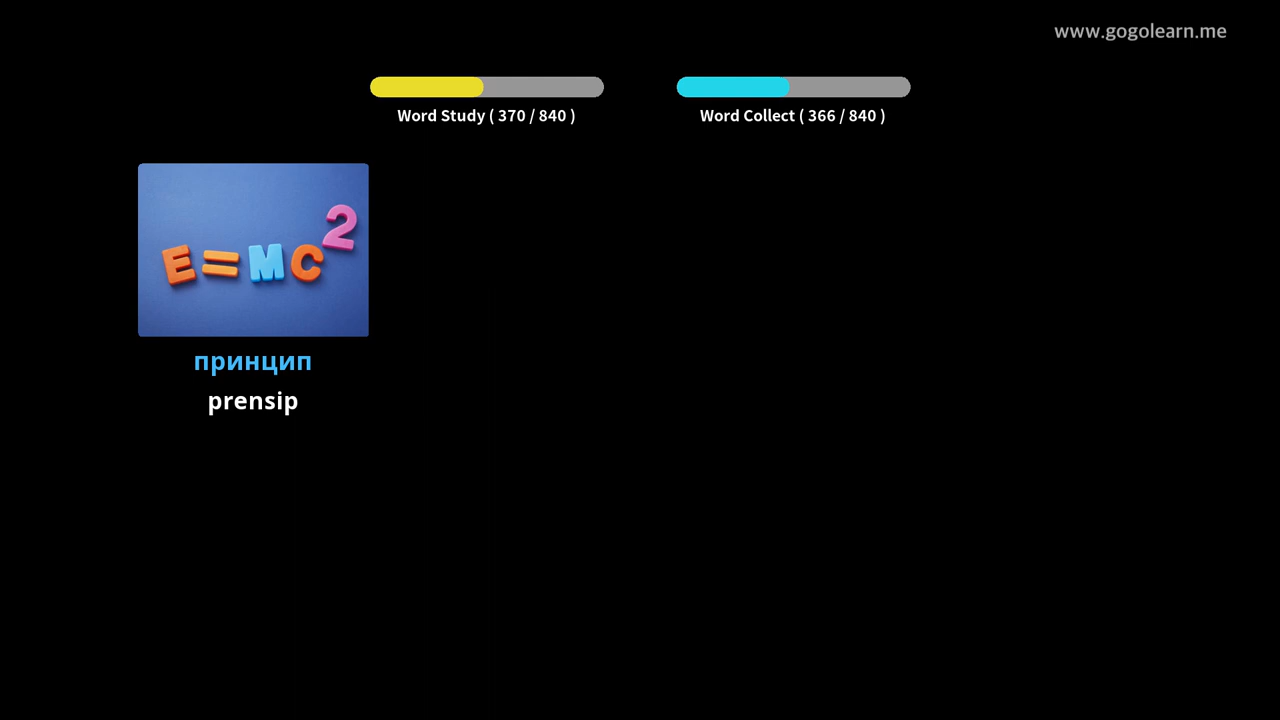 www.gogolearn.me
Word Study ( 370 / 840 )
Word Collect ( 366 / 840 )
E=MC²
принцип
prensip